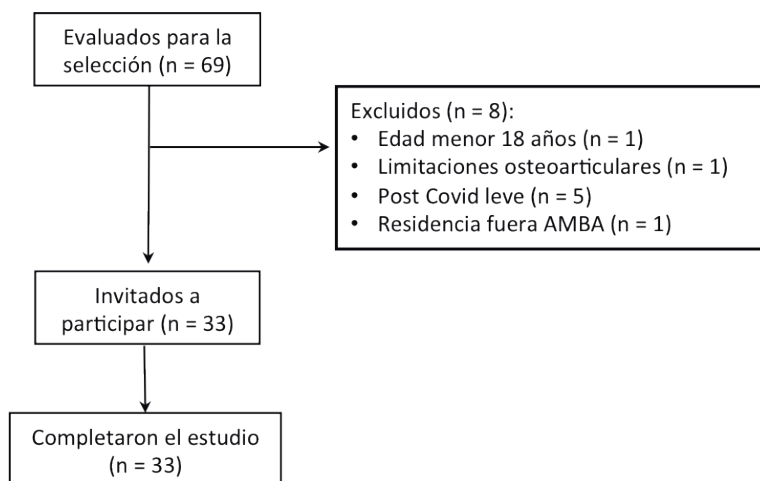 Evaluados para la
selección (n = 69)
Excluidos (n = 8):
• Edad menor 18 años (n = 1)
• Limitaciones osteoarticulares (n = 1)
• Post Covid leve (n = 5)
• Residencia fuera AMBA (n = 1)
Invitados a
participar (n = 33)
Completaron el estudio
(n = 33)